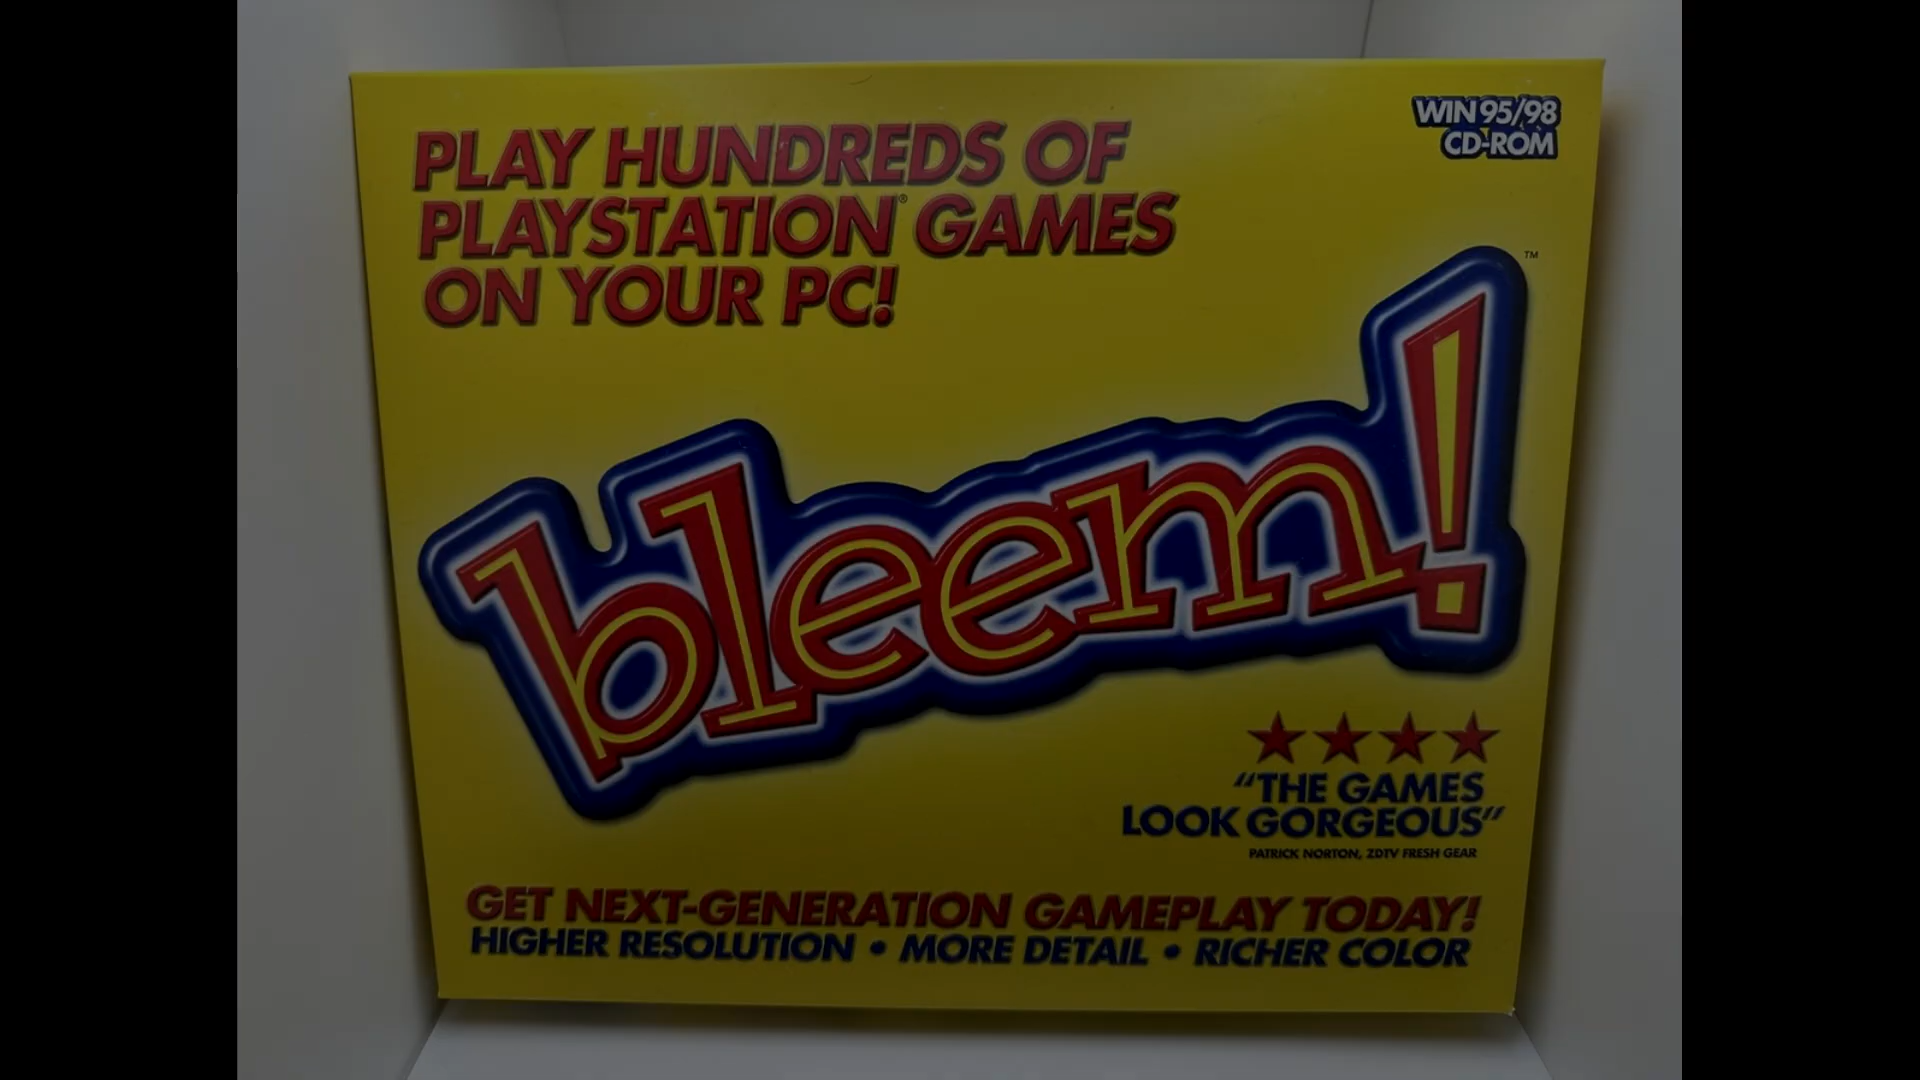 PLAY HUNDREDS OF
PLAYSTATION® GAMES
ON YOUR PC!
WIN 95/98
CD-ROM
bleem!™
"THE GAMES
LOOK GORGEOUS"
PATRICK NORTON, ZDTV FRESH GEAR
GET NEXT-GENERATION GAMEPLAY TODAY!
HIGHER RESOLUTION • MORE DETAIL • RICHER COLOR